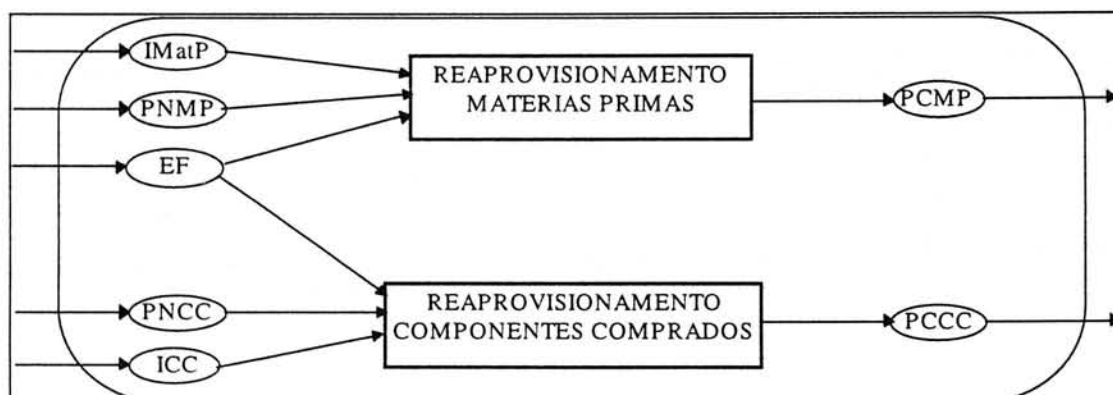 IMatP
REAPROVISIONAMENTO
MATERIAS PRIMAS
PNMP
PCMP
EF
REAPROVISIONAMENTO
COMPONENTES COMPRADOS
PNCC
PCCC
ICC